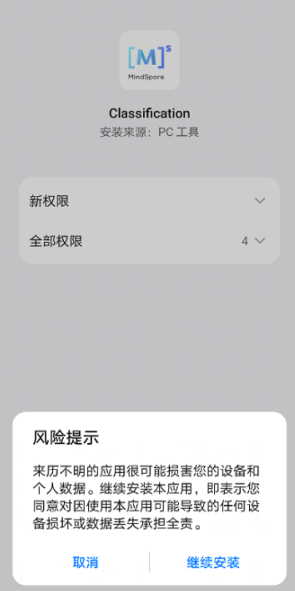 [M]s
MindSpore
Classification
安装来源：PC 工具
新权限
全部权限 4
风险提示
来历不明的应用很可能损害您的设备和
个人数据。继续安装本应用，即表示您
同意对因使用本应用可能导致的任何设
备损坏或数据丢失承担全责。
取消 继续安装